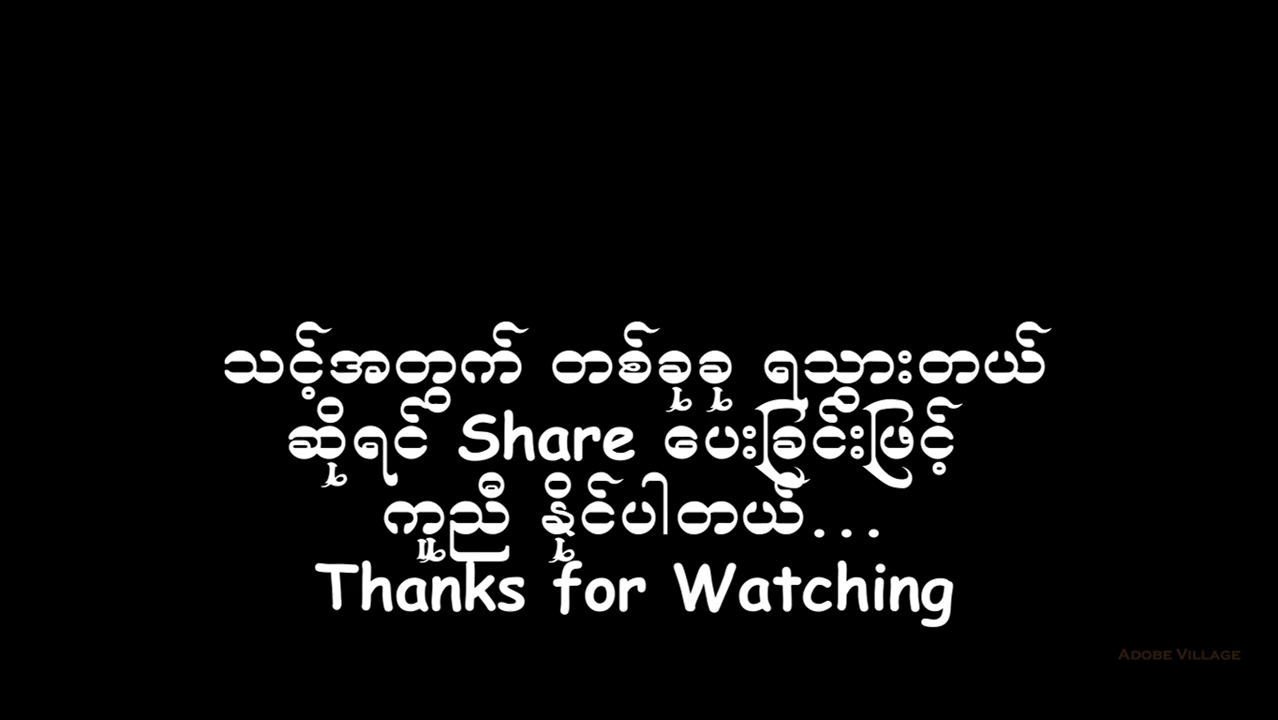 သင့်အတွက် တစ်ခုခု ရသွားတယ်
ဆိုရင် Share ပေးခြင်းဖြင့်
ကူညီ နိုင်ပါတယ်...
Thanks for Watching
ADOBE VILLAGE